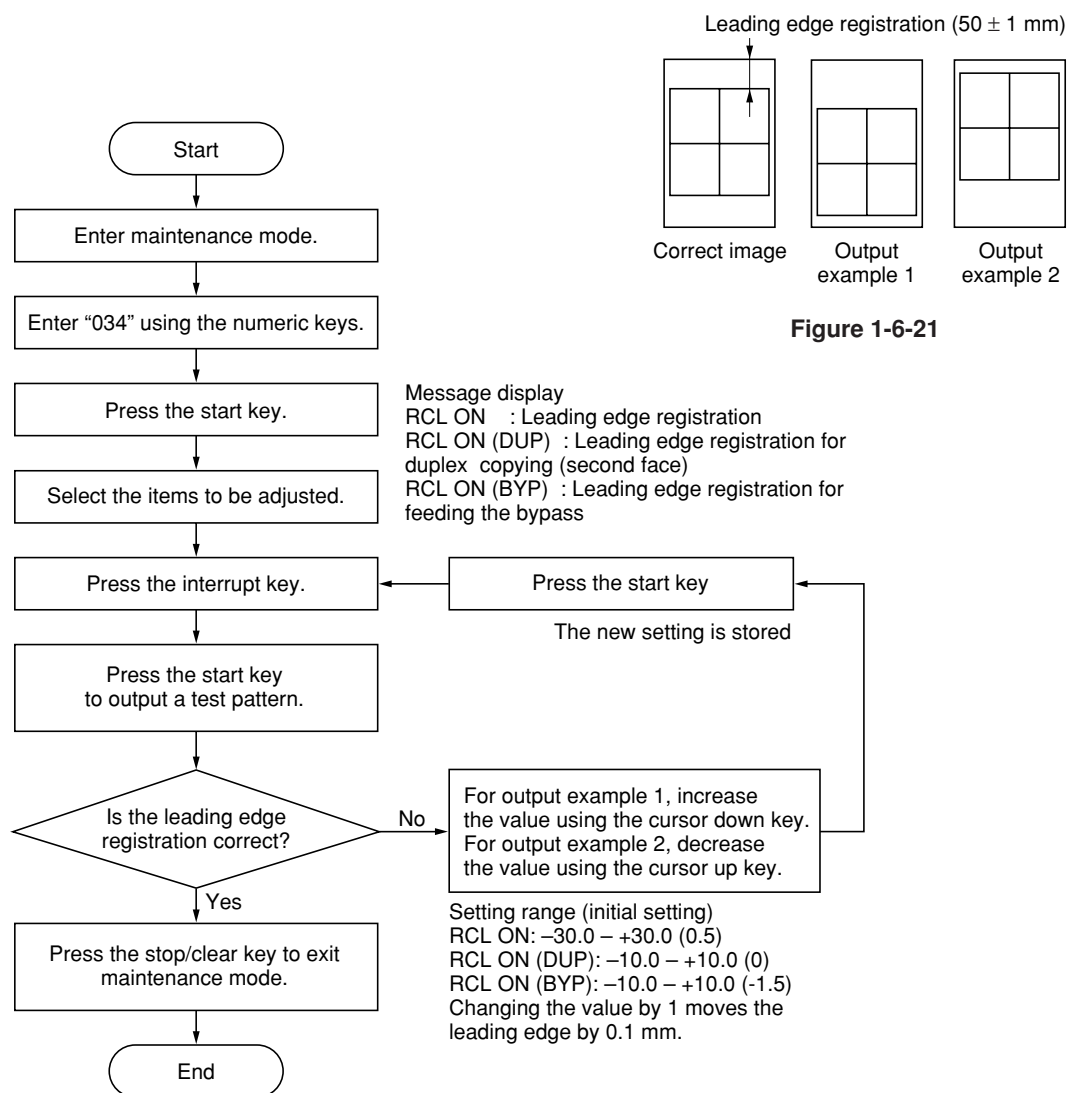 Leading edge registration (50 ± 1 mm)
Correct image
Output
example 1
Output
example 2
Figure 1-6-21
Start
Enter maintenance mode.
Enter “034” using the numeric keys.
Press the start key.
Message display
RCL ON : Leading edge registration
RCL ON (DUP) : Leading edge registration for
duplex copying (second face)
RCL ON (BYP) : Leading edge registration for
feeding the bypass
Select the items to be adjusted.
Press the interrupt key.
Press the start key
The new setting is stored
Press the start key
to output a test pattern.
Is the leading edge
registration correct?
No
For output example 1, increase
the value using the cursor down key.
For output example 2, decrease
the value using the cursor up key.
Yes
Setting range (initial setting)
RCL ON: –30.0 – +30.0 (0.5)
RCL ON (DUP): –10.0 – +10.0 (0)
RCL ON (BYP): –10.0 – +10.0 (-1.5)
Changing the value by 1 moves the
leading edge by 0.1 mm.
Press the stop/clear key to exit
maintenance mode.
End